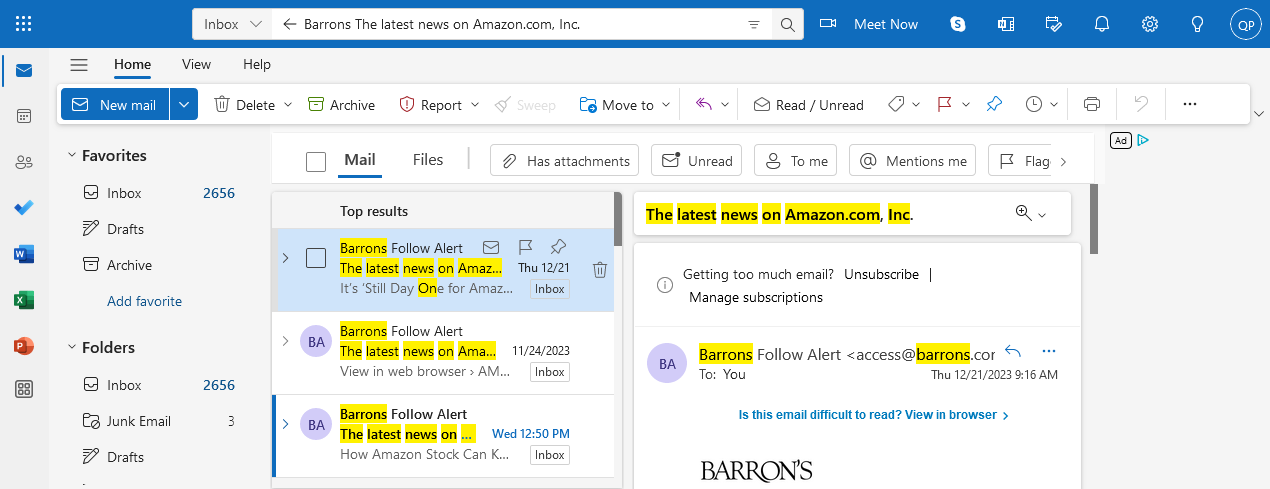 Inbox
Barrons The latest news on Amazon.com, Inc.
Meet Now
QP
Home
View
Help
New mail
Delete
Archive
Report
Sweep
Move to
Read / Unread
Ad
Favorites
Inbox 2656
Drafts
Archive
Add favorite
Folders
Inbox 2656
Junk Email 3
Drafts
Mail
Files
Has attachments
Unread
To me
Mentions me
Flag
Top results
Barrons Follow Alert
The latest news on Amaz... Thu 12/21
It's 'Still Day One for Amaz... Inbox
BA
Barrons Follow Alert
The latest news on Ama... 11/24/2023
View in web browser › AM... Inbox
BA
Barrons Follow Alert
The latest news on ... Wed 12:50 PM
How Amazon Stock Can K... Inbox
The latest news on Amazon.com, Inc.
Getting too much email? Unsubscribe |
Manage subscriptions
BA
Barrons Follow Alert <access@barrons.cor
To: You
Thu 12/21/2023 9:16 AM
Is this email difficult to read? View in browser ›
BARRON'S